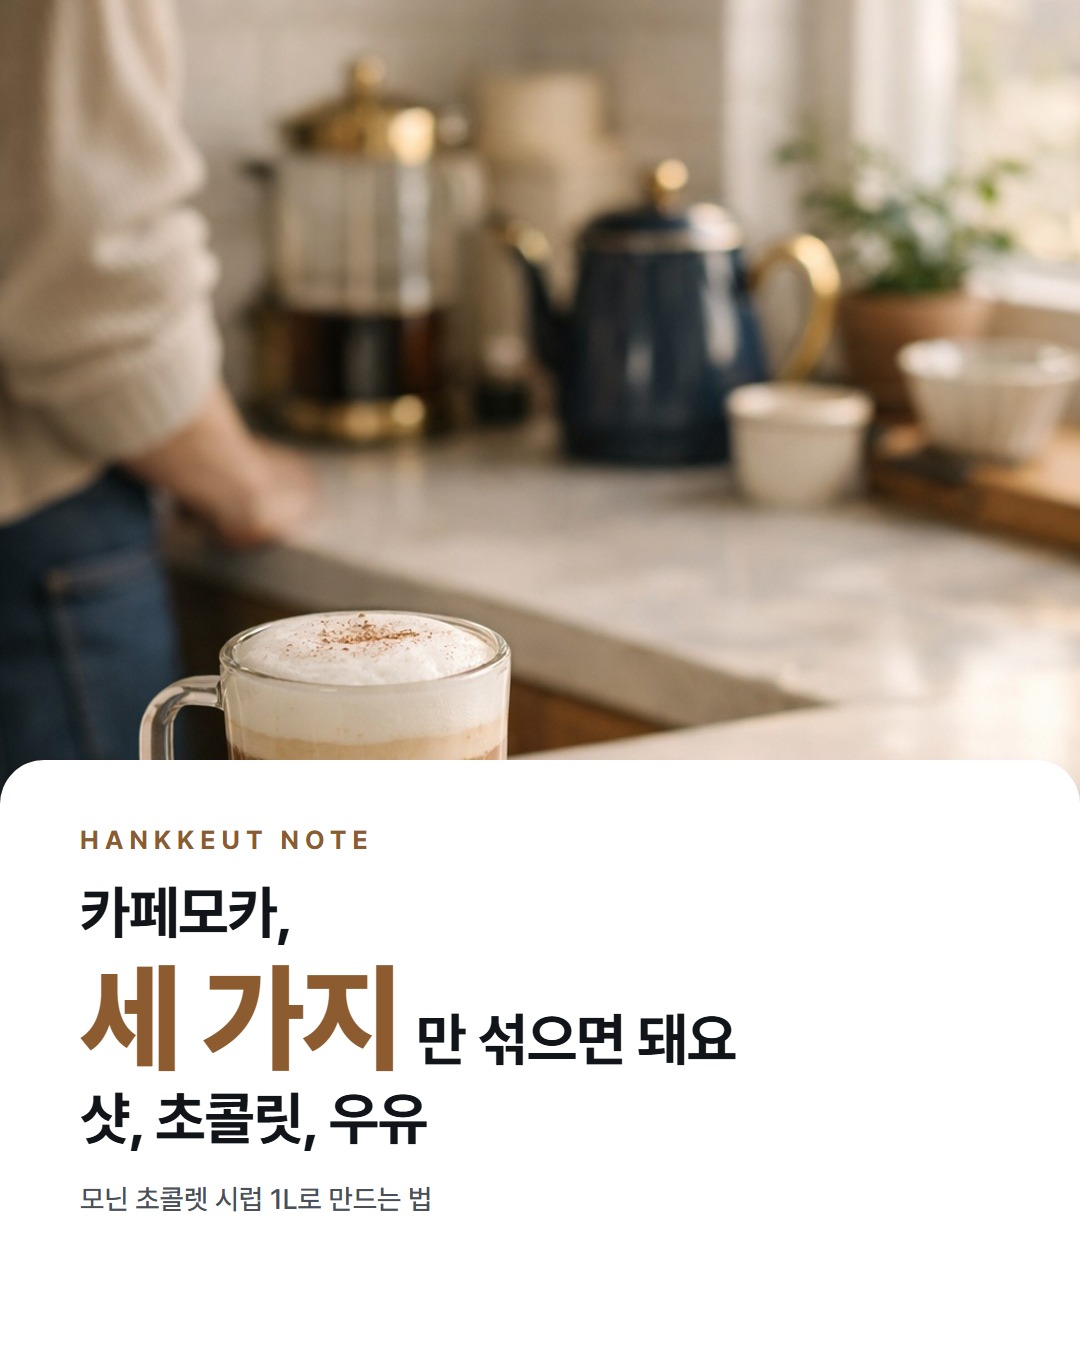 HANKKEUT NOTE
카페모카,
세 가지 만 섞으면 돼요
샷, 초콜릿, 우유
모닌 초콜렛 시럽 1L로 만드는 법